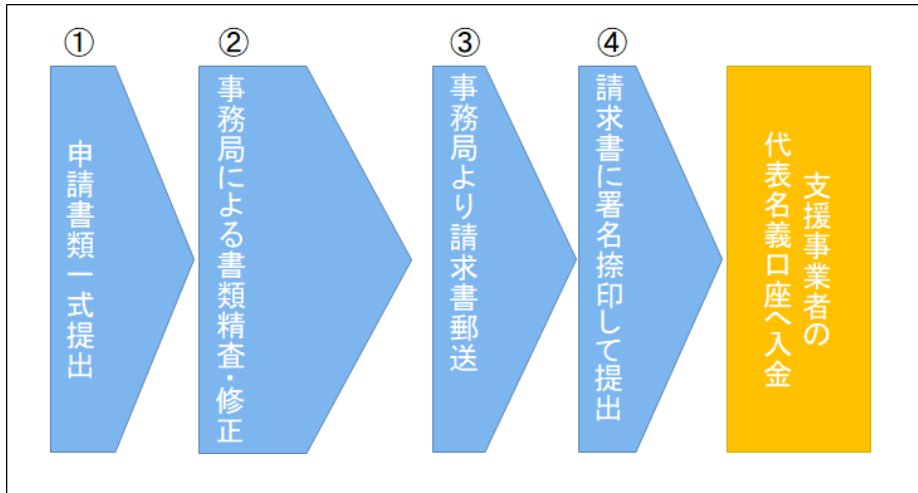 ①
申請書類一式提出
②
事務局による書類精査・修正
③
事務局より請求書郵送
④
請求書に署名捺印して提出
支援事業者の
代表名義口座へ入金